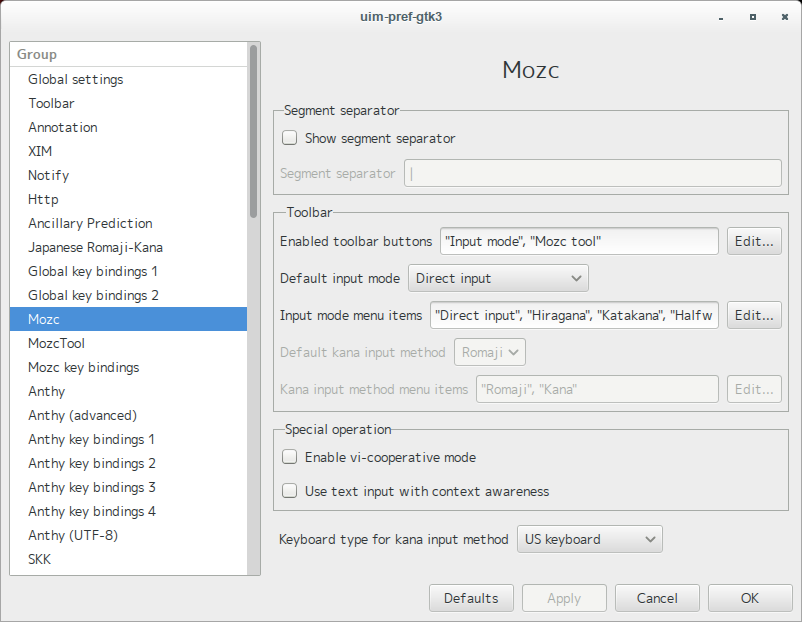 uim-pref-gtk3
Group
Global settings
Toolbar
Annotation
XIM
Notify
Http
Ancillary Prediction
Japanese Romaji-Kana
Global key bindings 1
Global key bindings 2
Mozc
MozcTool
Mozc key bindings
Anthy
Anthy (advanced)
Anthy key bindings 1
Anthy key bindings 2
Anthy key bindings 3
Anthy key bindings 4
Anthy (UTF-8)
SKK
Mozc
Segment separator
Show segment separator
Segment separator |
Toolbar
Enabled toolbar buttons "Input mode", "Mozc tool" Edit...
Default input mode Direct input
Input mode menu items "Direct input", "Hiragana", "Katakana", "Halfw Edit...
Default kana input method Romaji
Kana input method menu items "Romaji", "Kana" Edit...
Special operation
Enable vi-cooperative mode
Use text input with context awareness
Keyboard type for kana input method US keyboard
Defaults Apply Cancel OK